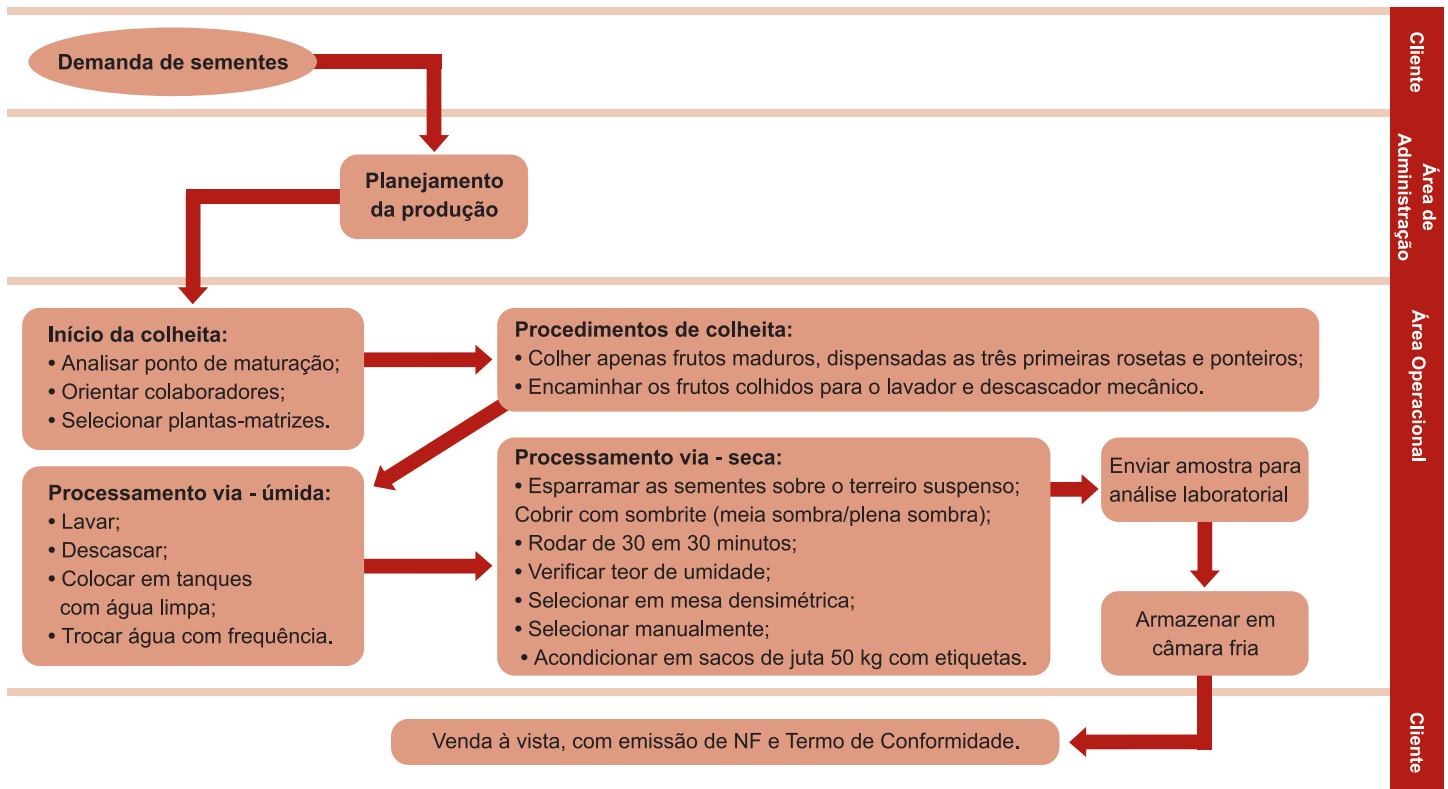 Demanda de sementes
Cliente
Planejamento
da produção
Área de
Administração
Início da colheita:
• Analisar ponto de maturação;
• Orientar colaboradores;
• Selecionar plantas-matrizes.
Procedimentos de colheita:
• Colher apenas frutos maduros, dispensadas as três primeiras rosetas e ponteiros;
• Encaminhar os frutos colhidos para o lavador e descascador mecânico.
Área Operacional
Processamento via - úmida:
• Lavar;
• Descascar;
• Colocar em tanques
com água limpa;
• Trocar água com frequência.
Processamento via - seca:
• Esparramar as sementes sobre o terreiro suspenso;
Cobrir com sombrite (meia sombra/plena sombra);
• Rodar de 30 em 30 minutos;
• Verificar teor de umidade;
• Selecionar em mesa densimétrica;
• Selecionar manualmente;
• Acondicionar em sacos de juta 50 kg com etiquetas.
Enviar amostra para
análise laboratorial
Armazenar em
câmara fria
Venda à vista, com emissão de NF e Termo de Conformidade.
Cliente